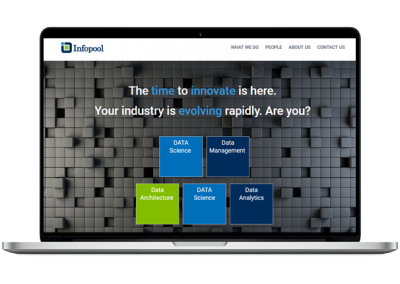 Infopool
WHAT WE DO PEOPLE ABOUT US CONTACT US
The time to innovate is here.
Your industry is evolving rapidly. Are you?
DATA
Science
Data
Management
Data
Architecture
DATA
Science
Data
Analytics